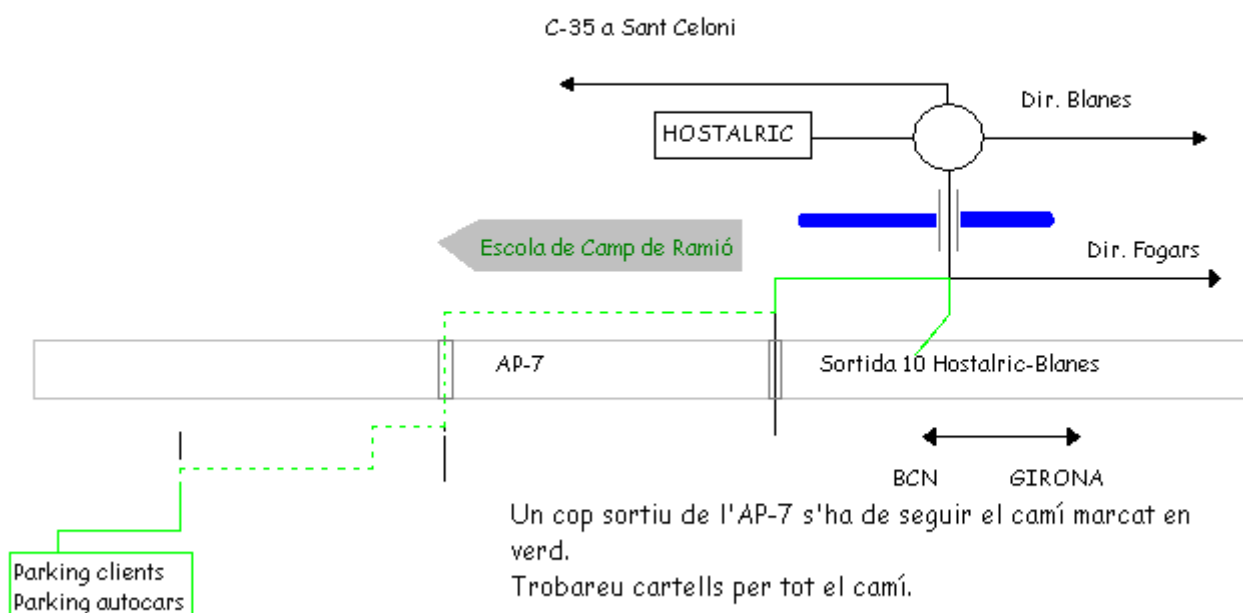 C-35 a Sant Celoni
Dir. Blanes
HOSTALRIC
Escola de Camp de Ramió
Dir. Fogars
AP-7
Sortida 10 Hostalric-Blanes
BCN
GIRONA
Un cop sortiu de l'AP-7 s'ha de seguir el camí marcat en
verd.
Trobareu cartells per tot el camí.
Parking clients
Parking autocars